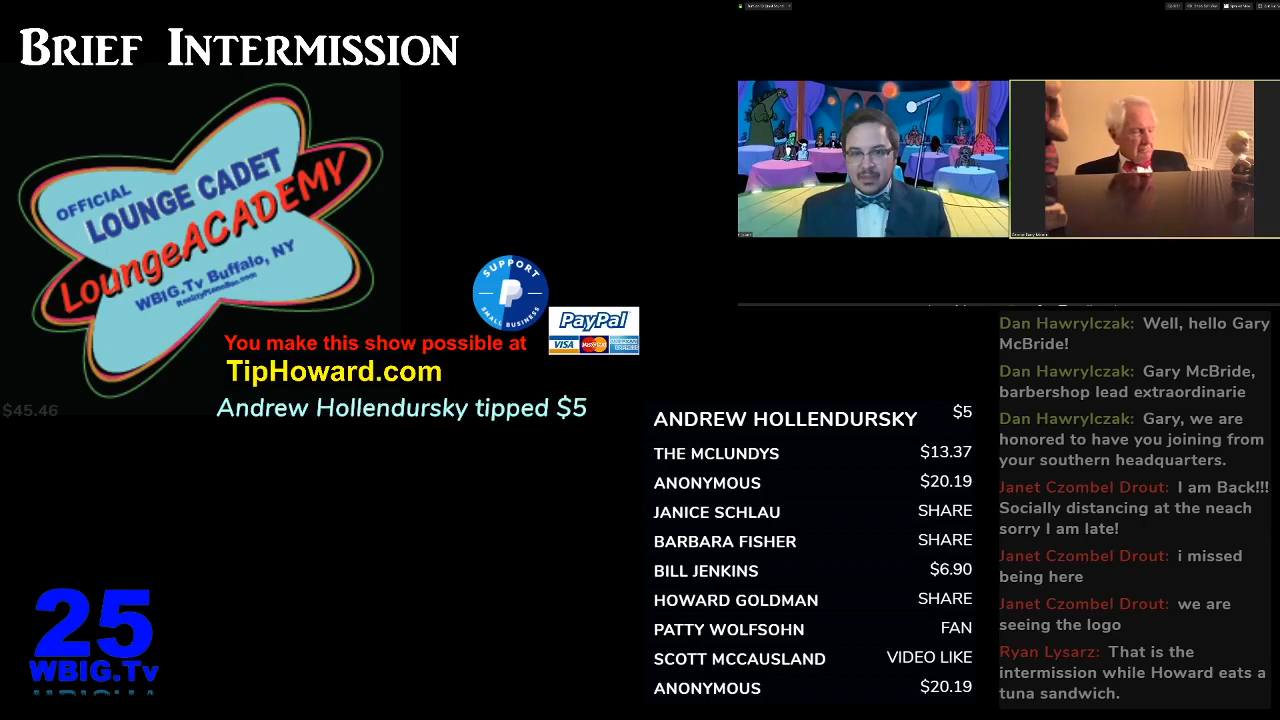 BRIEF INTERMISSION
OFFICIAL
LOUNGE CADET
LoungeACADEMY
WBIG.Tv Buffalo, NY
RealityPianoBar.com
SUPPORT
SMALL BUSINESS
PayPal
VISA
You make this show possible at
TipHoward.com
$45.46
Andrew Hollendursky tipped $5
ANDREW HOLLENDURSKY $5
THE MCLUNDYS $13.37
ANONYMOUS $20.19
JANICE SCHLAU SHARE
BARBARA FISHER SHARE
BILL JENKINS $6.90
HOWARD GOLDMAN SHARE
PATTY WOLFSOHN FAN
SCOTT MCCAUSLAND VIDEO LIKE
ANONYMOUS $20.19
Dan Hawrylczak: Well, hello Gary
McBride!
Dan Hawrylczak: Gary McBride,
barbershop lead extraordinarie
Dan Hawrylczak: Gary, we are
honored to have you joining from
your southern headquarters.
Janet Czombel Drout: I am Back!!!
Socially distancing at the neach
sorry I am late!
Janet Czombel Drout: i missed
being here
Janet Czombel Drout: we are
seeing the logo
Ryan Lysarz: That is the
intermission while Howard eats a
tuna sandwich.
25
WBIG.Tv